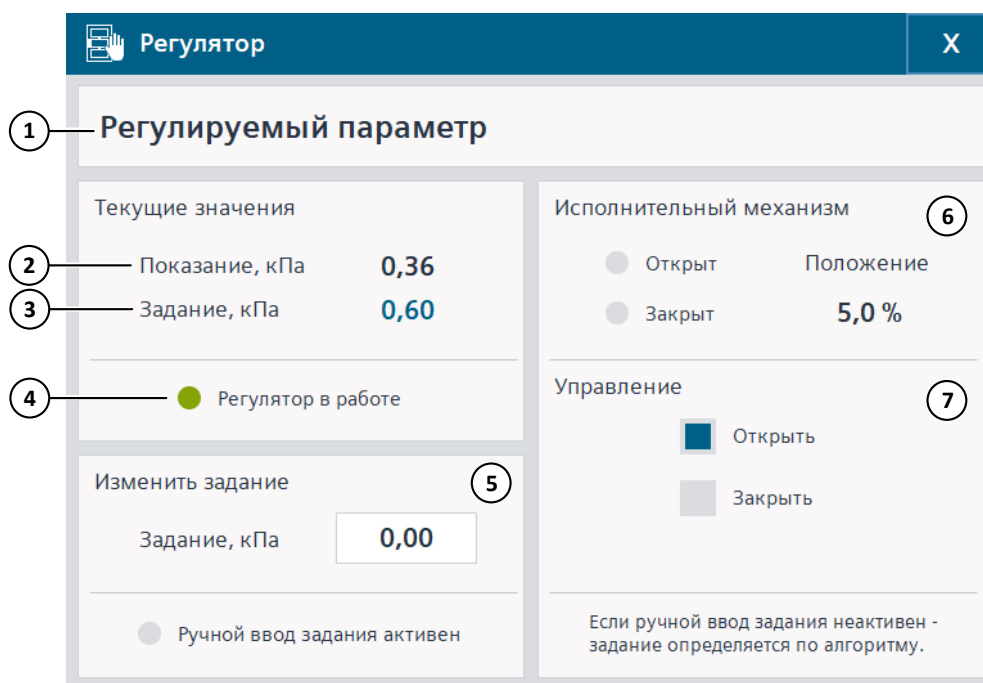 Регулятор
X
1
Регулируемый параметр
Текущие значения
2
Показание, кПа 0,36
3
Задание, кПа 0,60
4
Регулятор в работе
Изменить задание
5
Задание, кПа 0,00
Ручной ввод задания активен
Исполнительный механизм
6
Открыт Положение
Закрыт 5,0 %
Управление
7
Открыть
Закрыть
Если ручной ввод задания неактивен -
задание определяется по алгоритму.